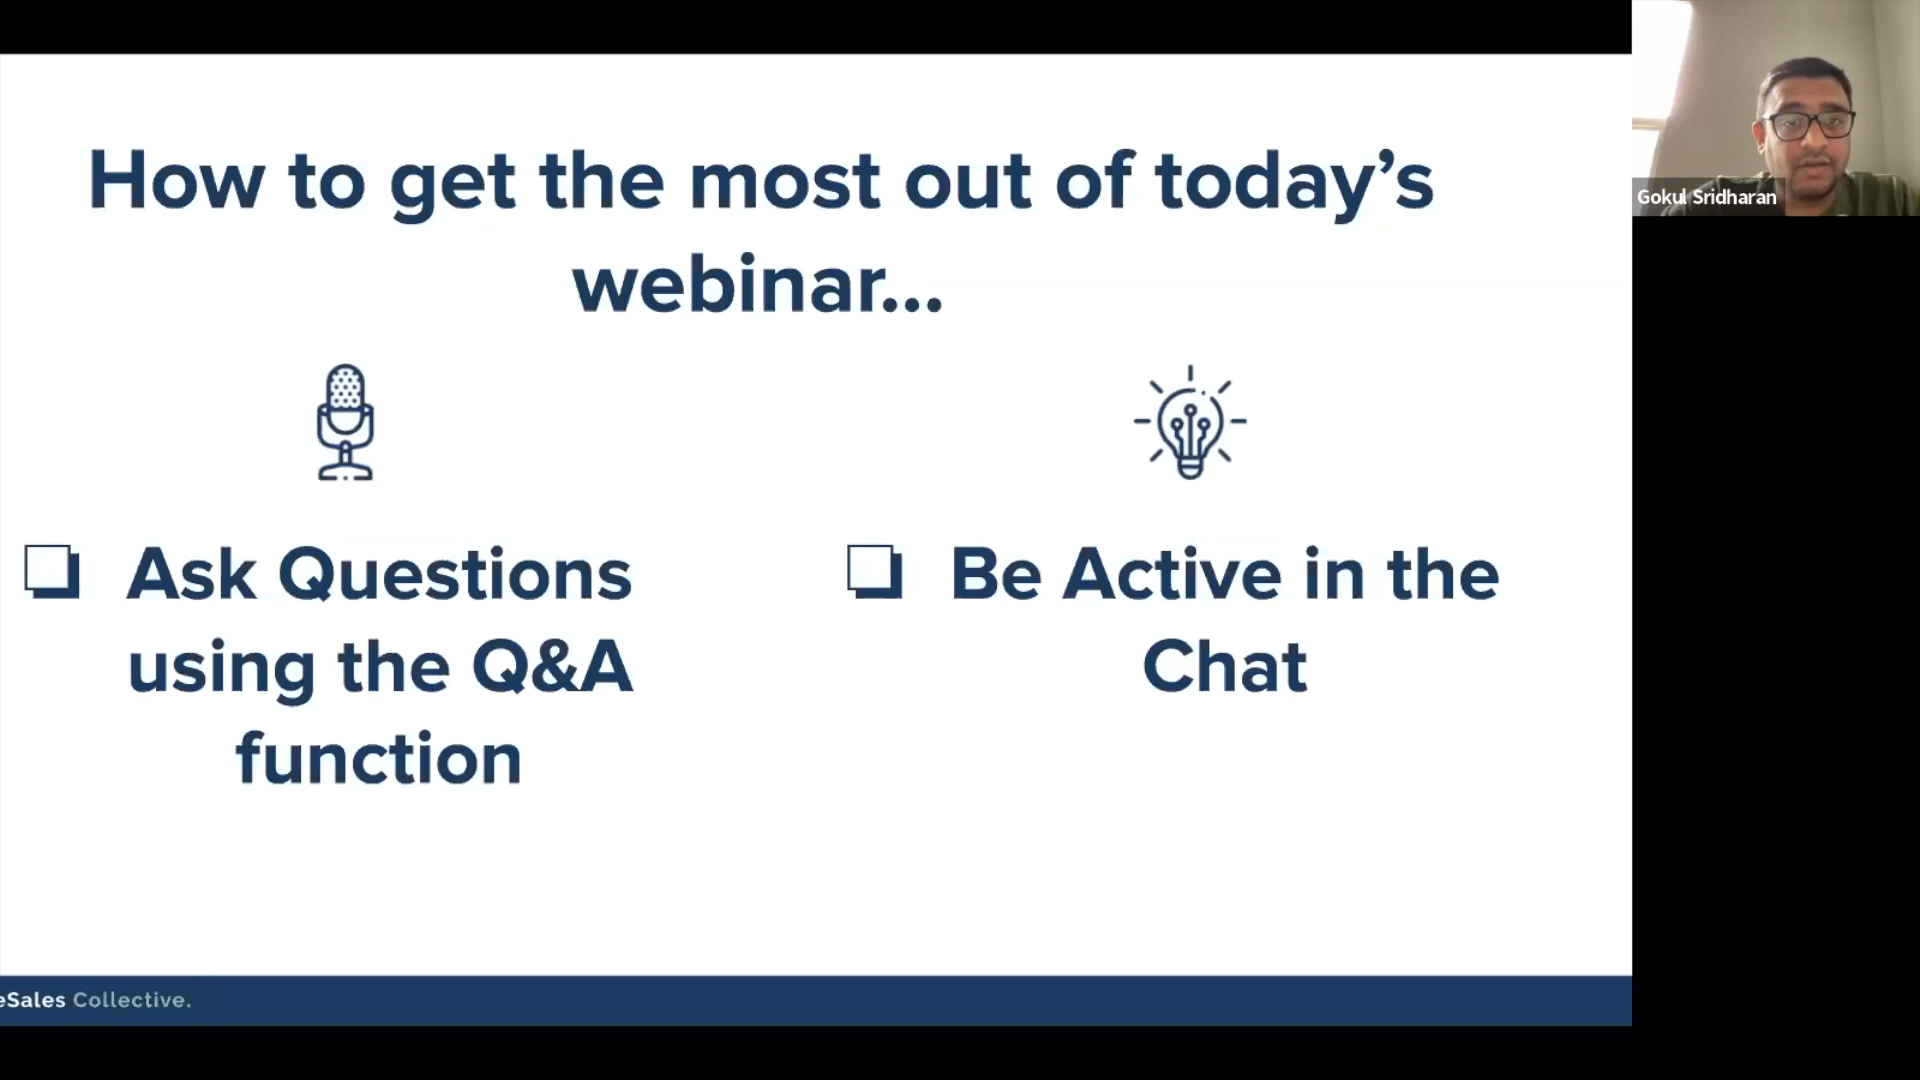 How to get the most out of today’s
webinar...
Ask Questions
using the Q&A
function
Be Active in the
Chat
eSales Collective.
Gokul Sridharan